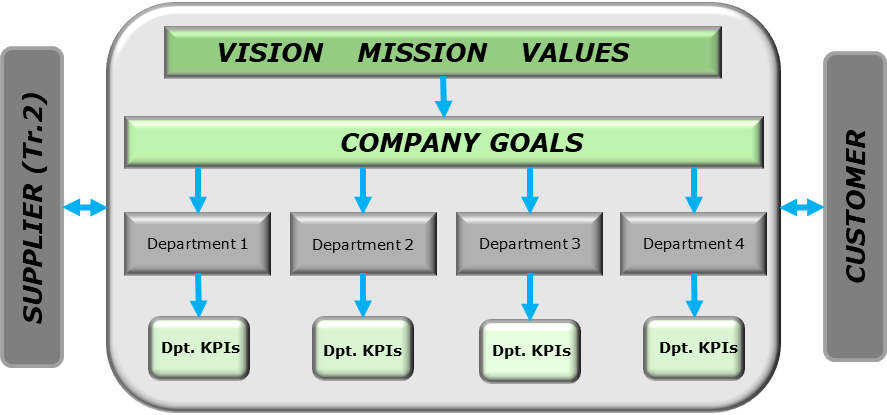 VISION MISSION VALUES
SUPPLIER (Tr.2)
COMPANY GOALS
CUSTOMER
Department 1
Department 2
Department 3
Department 4
Dpt. KPIs
Dpt. KPIs
Dpt. KPIs
Dpt. KPIs